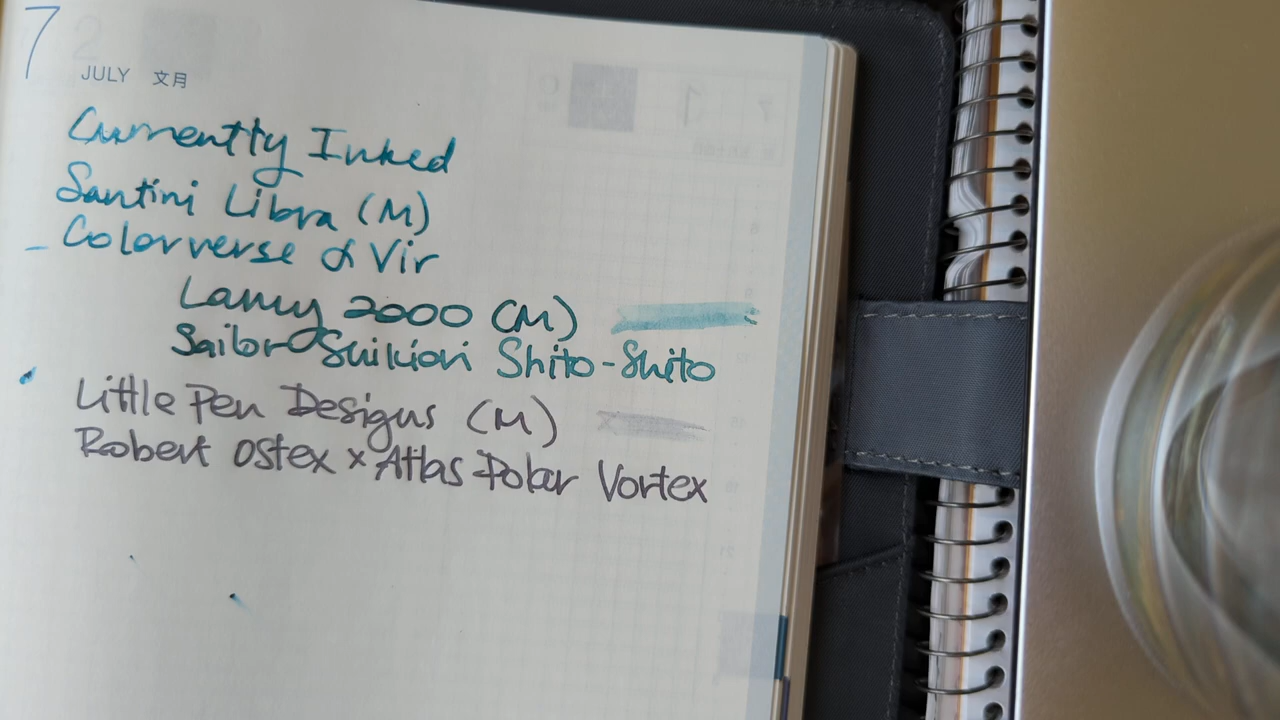 7
JULY 文月
Currently Inked
Santini Libra (M)
Colorverse α Vir
Lamy 2000 (M)
Sailor Shikiori Shito-Shito
Little Pen Designs (M)
Robert Oster x Atlas Polar Vortex